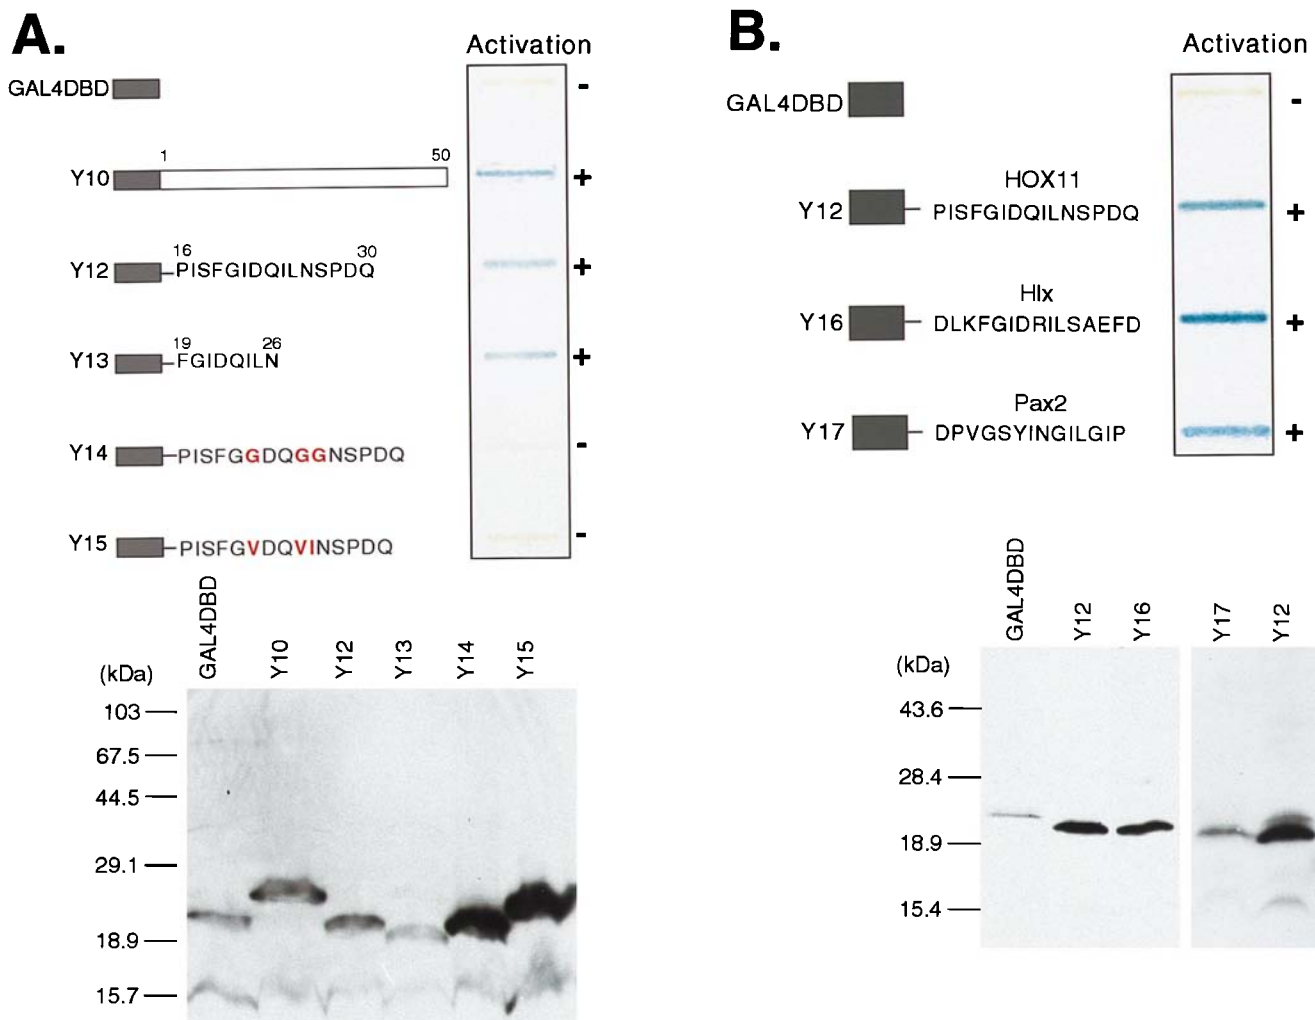 A.
Activation
GAL4DBD
-
1 50
Y10
+
16 30
Y12 PISFGIDQILNSPDQ
+
19 26
Y13 FGIDQILN
+
Y14 PISFGGDQGGNSPDQ
-
Y15 PISFGVDQVINSPDQ
-
GAL4DBD Y10 Y12 Y13 Y14 Y15
(kDa)
103
67.5
44.5
29.1
18.9
15.7
B.
Activation
GAL4DBD
-
HOX11
Y12 PISFGIDQILNSPDQ
+
Hlx
Y16 DLKFGIDRILSAEFD
+
Pax2
Y17 DPVGSYINGILGIP
+
GAL4DBD Y12 Y16 Y17 Y12
(kDa)
43.6
28.4
18.9
15.4